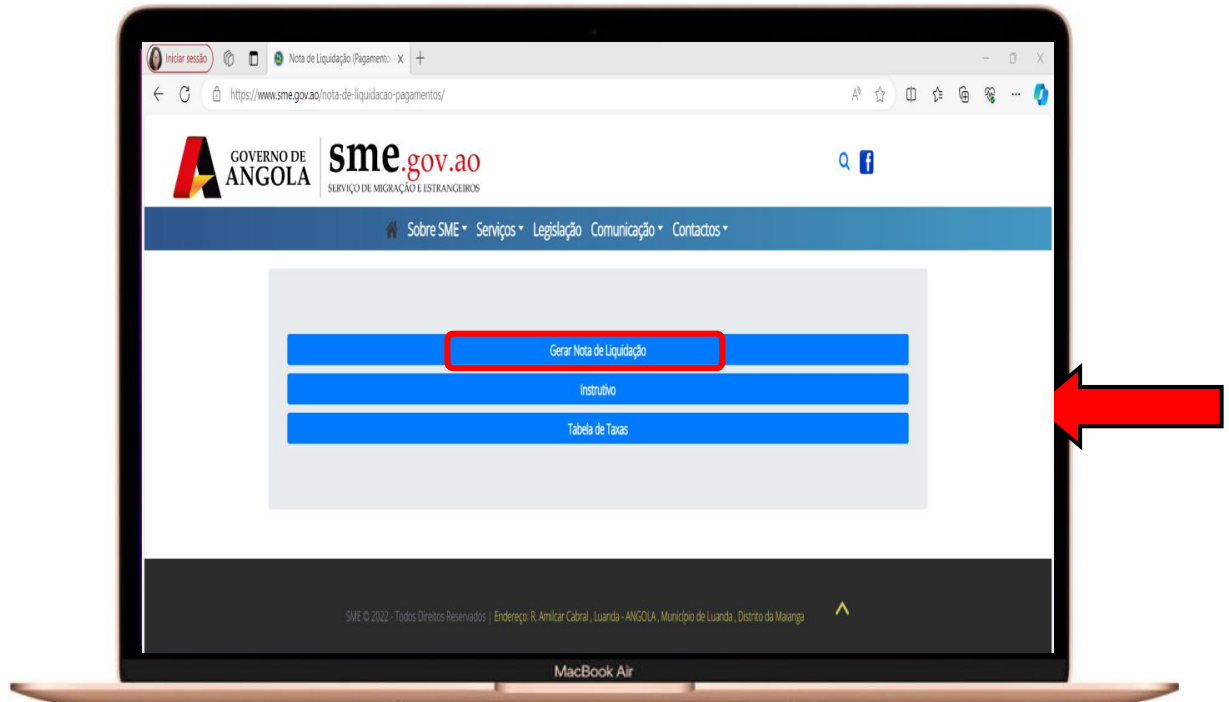 Iniciar sessão
Nota de Liquidação (Pagamento:
https://www.sme.gov.ao/nota-de-liquidacao-pagamentos/
GOVERNO DE
ANGOLA
sme.gov.ao
SERVIÇO DE MIGRAÇÃO E ESTRANGEIROS
Sobre SME Serviços Legislação Comunicação Contactos
Gerar Nota de Liquidação
Instrutivo
Tabela de Taxas
SME © 2022 - Todos Direitos Reservados | Endereço: R. Amilcar Cabral , Luanda - ANGOLA , Município de Luanda , Distrito da Maianga
MacBook Air